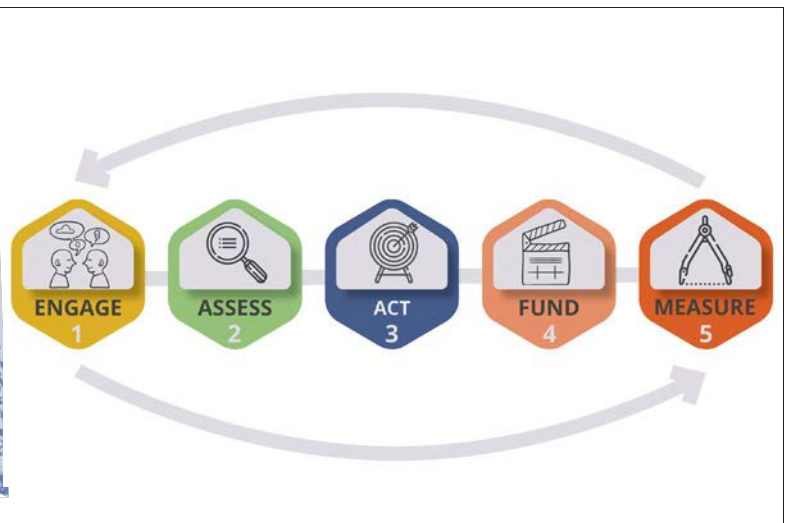 ENGAGE
1
ASSESS
2
ACT
3
FUND
4
MEASURE
5